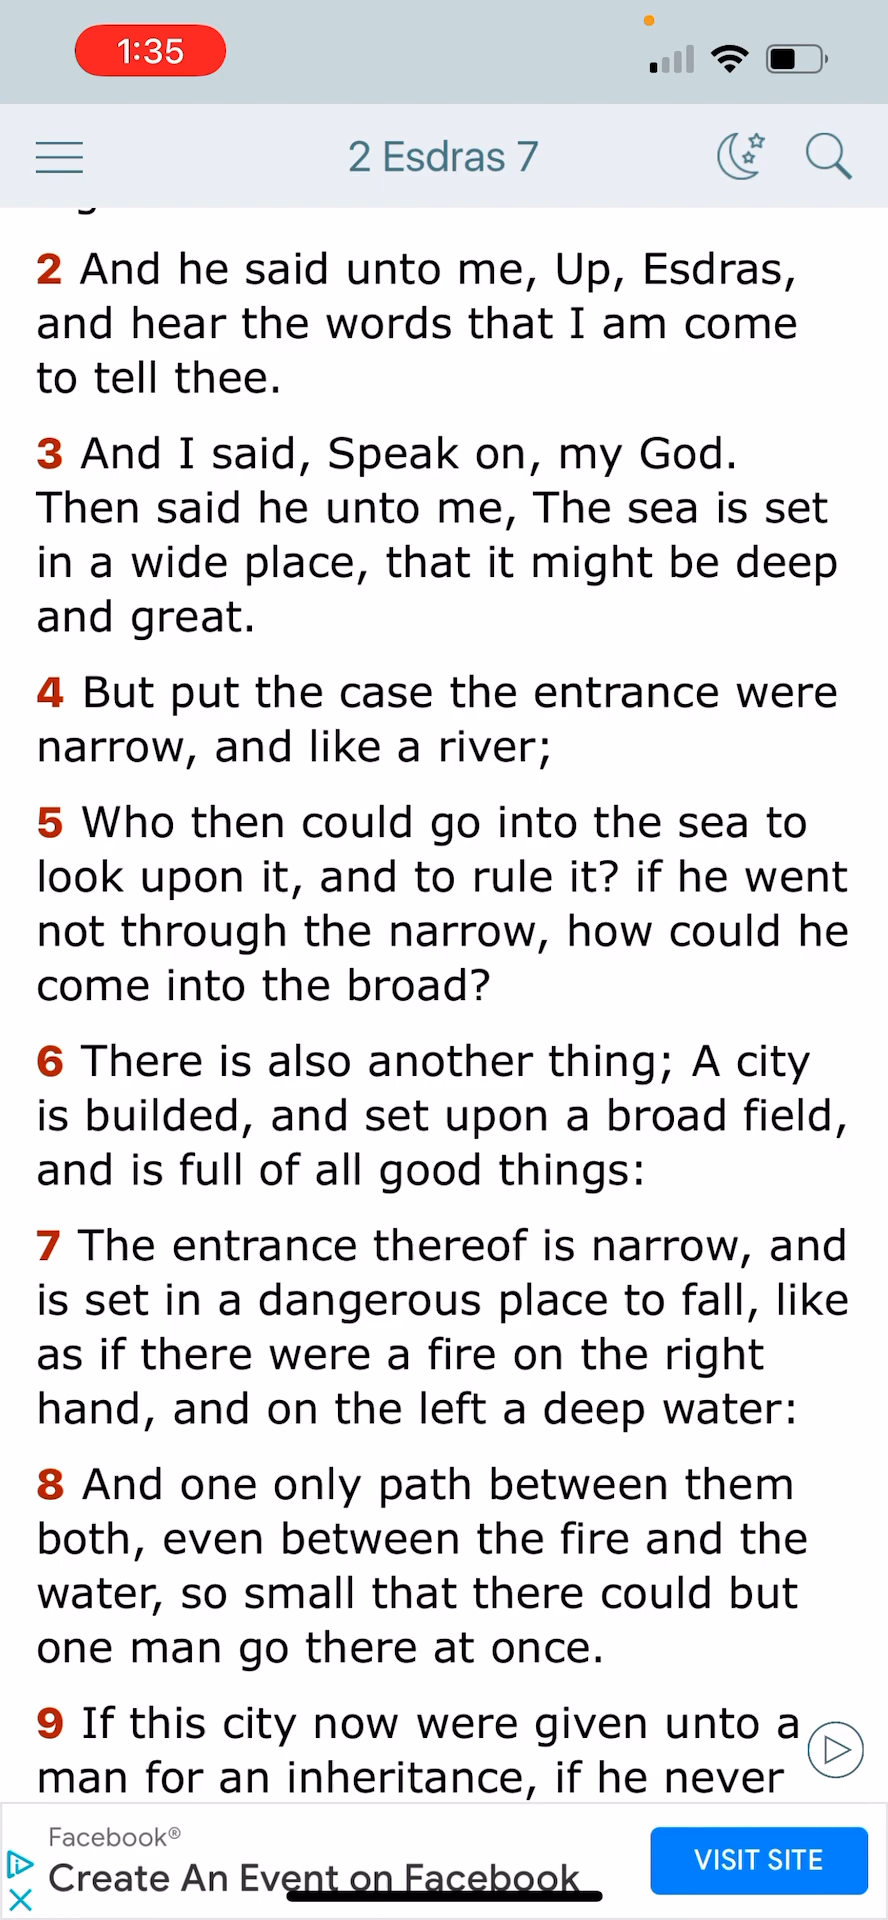 1:35
2 Esdras 7
2 And he said unto me, Up, Esdras,
and hear the words that I am come
to tell thee.
3 And I said, Speak on, my God.
Then said he unto me, The sea is set
in a wide place, that it might be deep
and great.
4 But put the case the entrance were
narrow, and like a river;
5 Who then could go into the sea to
look upon it, and to rule it? if he went
not through the narrow, how could he
come into the broad?
6 There is also another thing; A city
is builded, and set upon a broad field,
and is full of all good things:
7 The entrance thereof is narrow, and
is set in a dangerous place to fall, like
as if there were a fire on the right
hand, and on the left a deep water:
8 And one only path between them
both, even between the fire and the
water, so small that there could but
one man go there at once.
9 If this city now were given unto a
man for an inheritance, if he never
Facebook®
Create An Event on Facebook
VISIT SITE